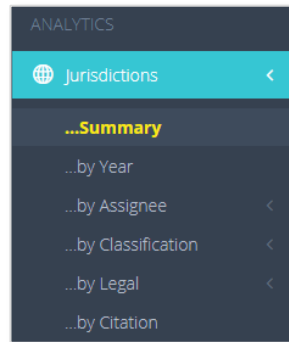 ANALYTICS
Jurisdictions
...Summary
...by Year
...by Assignee
...by Classification
...by Legal
...by Citation